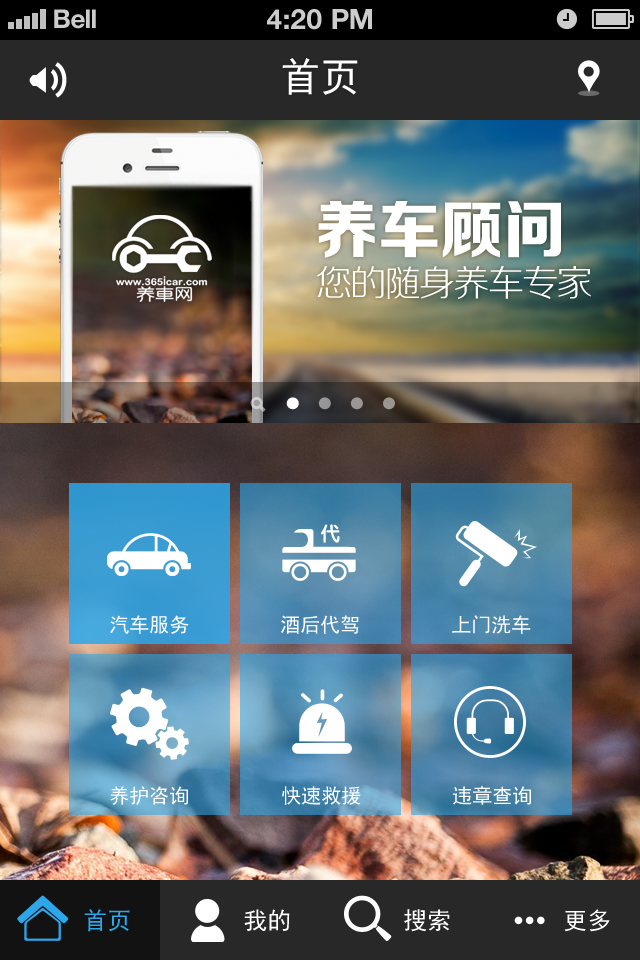 Bell 4:20 PM
首页
养车顾问
您的随身养车专家
www.365lcar.com
养車网
汽车服务
酒后代驾
代
上门洗车
养护咨询
快速救援
违章查询
首页
我的
搜索
更多